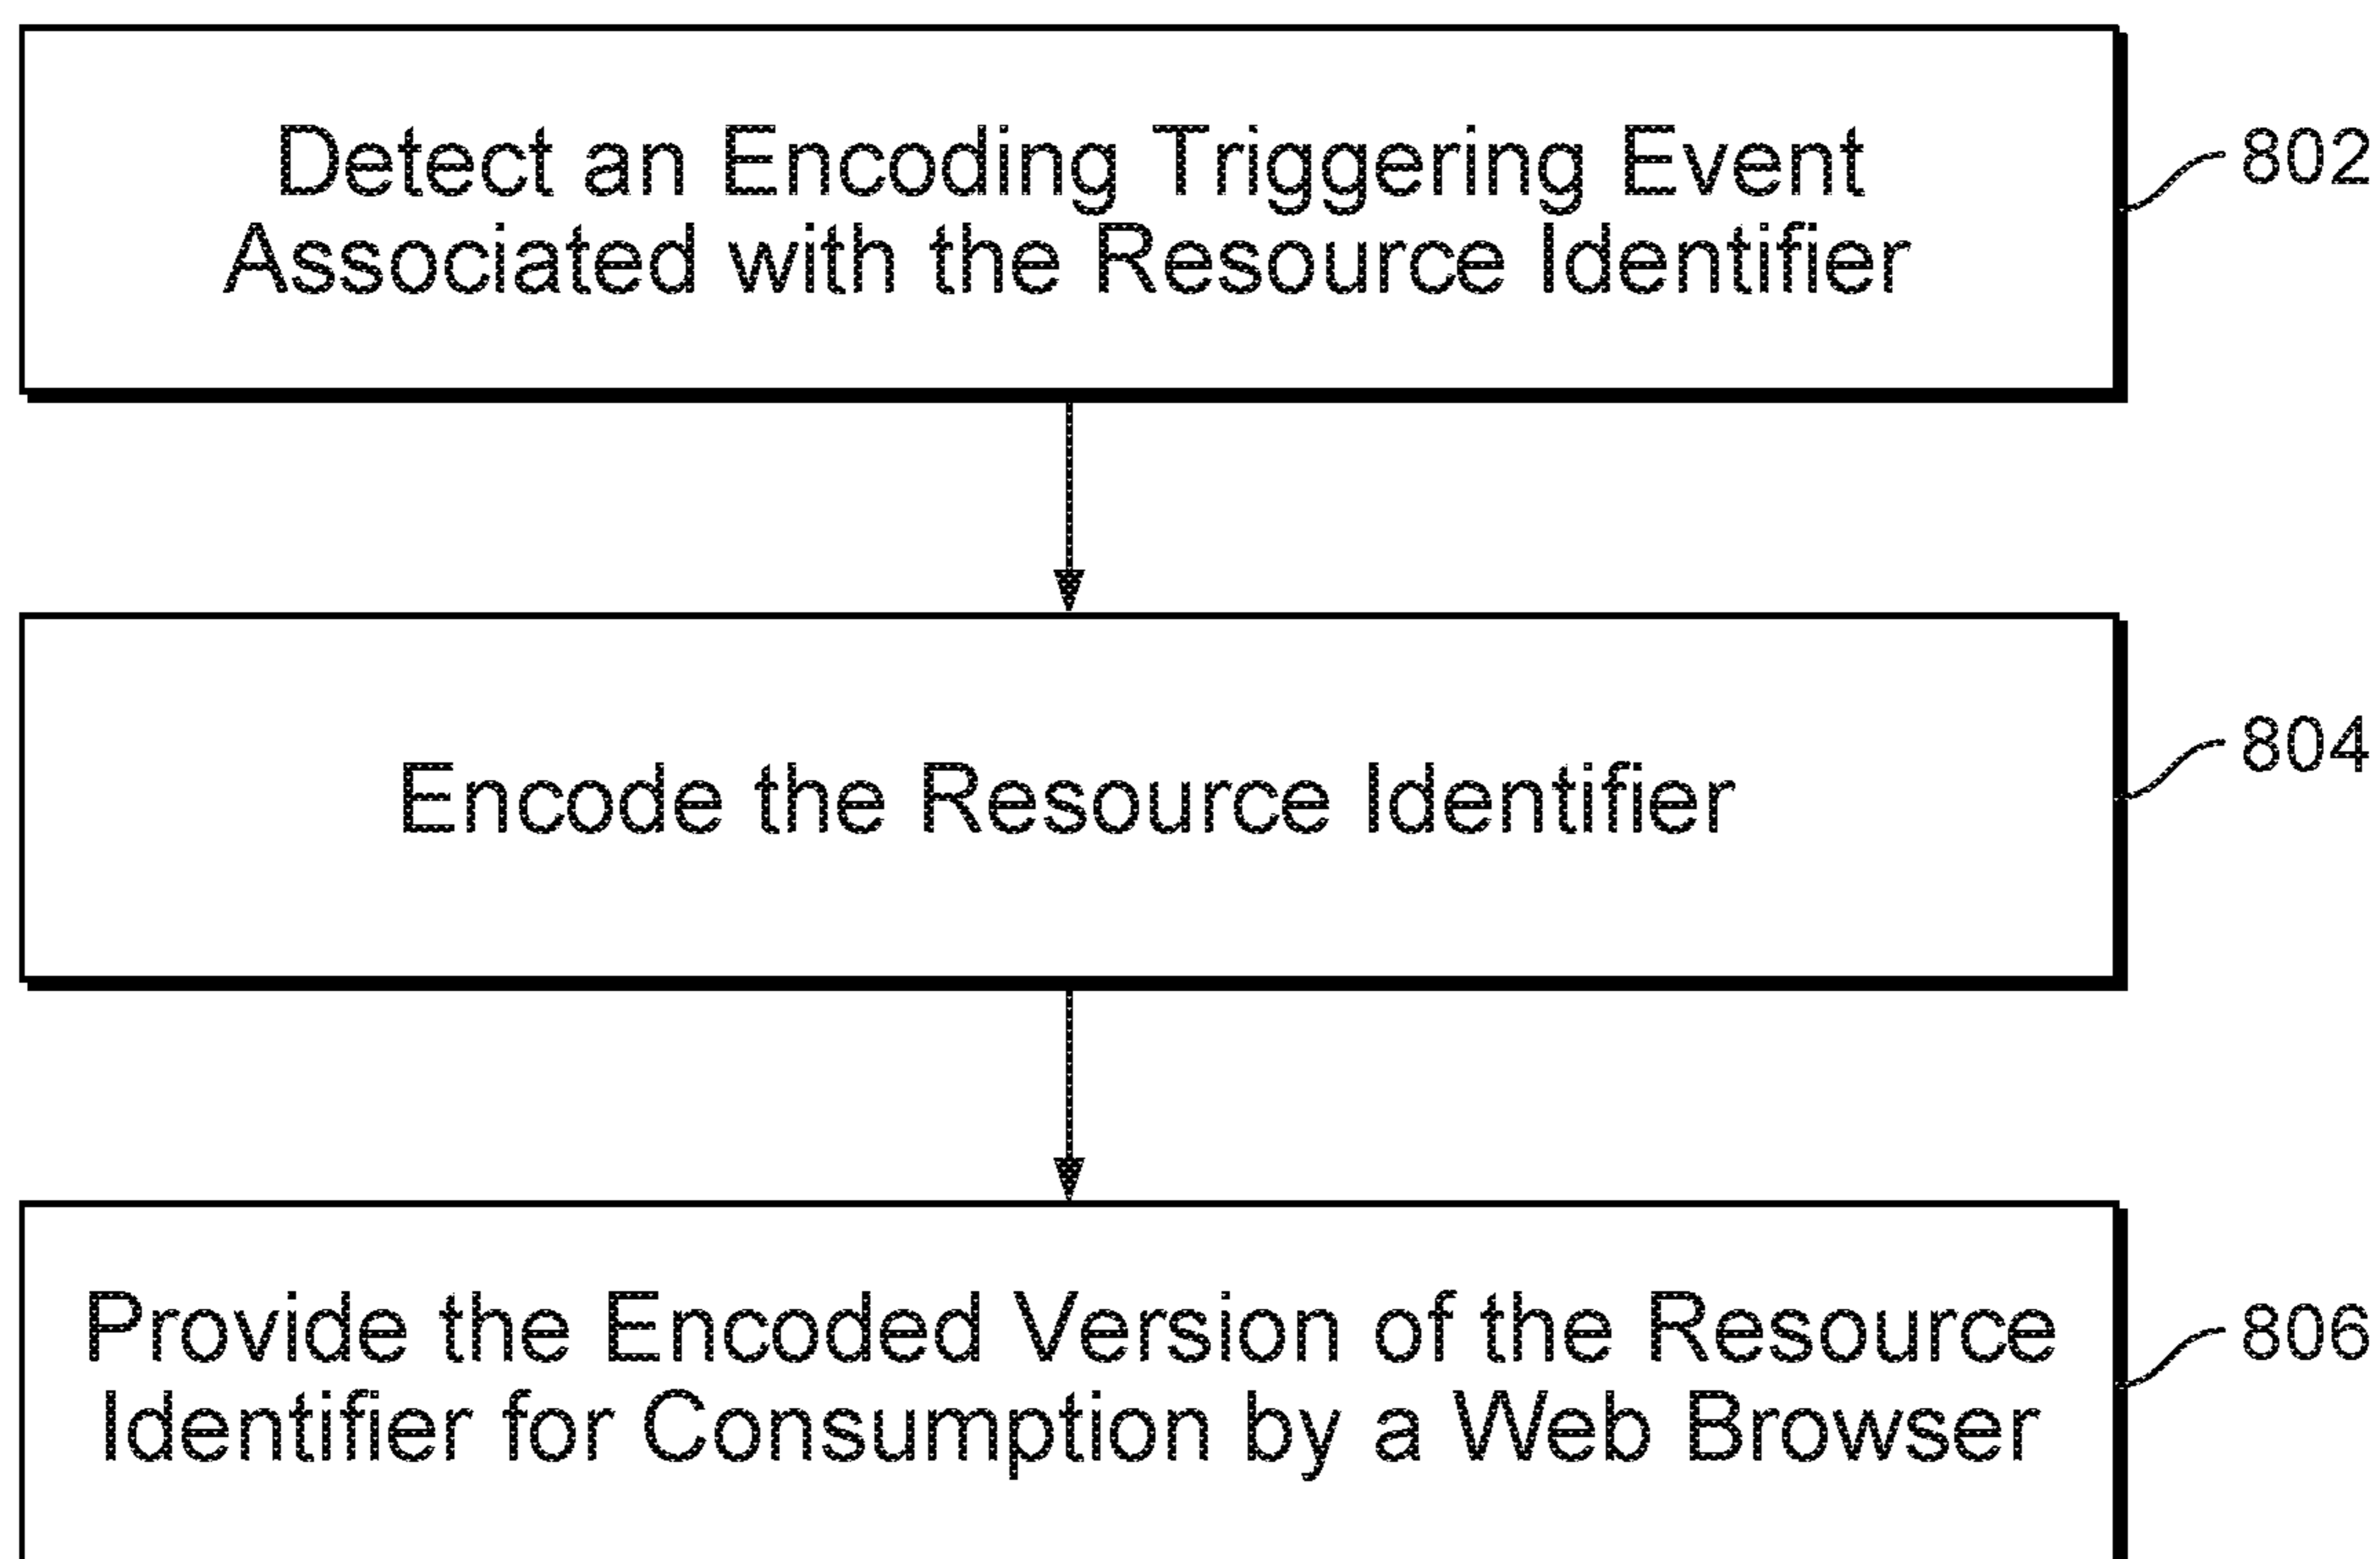 Detect an Encoding Triggering Event
Associated with the Resource Identifier
802
Encode the Resource Identifier
804
Provide the Encoded Version of the Resource
Identifier for Consumption by a Web Browser
806